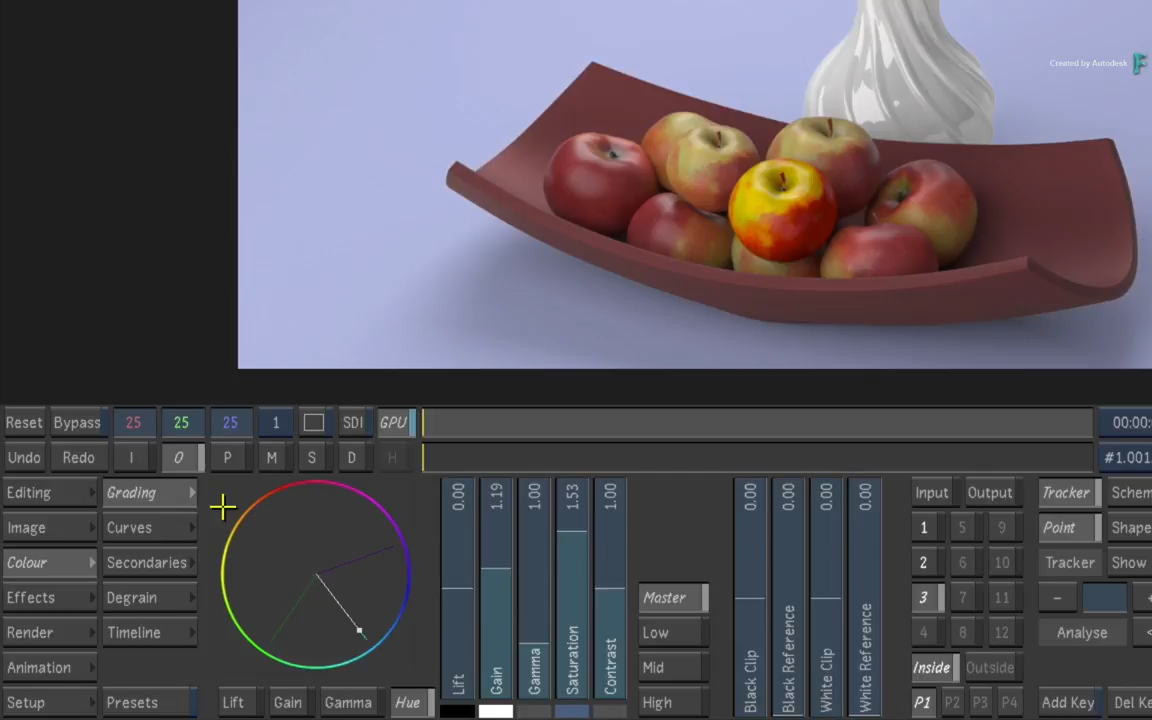 Created by Autodesk
Reset Bypass 25 25 25 1 SDI GPU 00:00:
Undo Redo I O P M S D H #1.001
Editing Grading 0.00 1.19 1.00 1.53 1.00 0.00 0.00 0.00 0.00 Input Output Tracker Schem
Image Curves 1 5 9 Point Shape
Colour Secondaries 2 6 10 Tracker Show
Effects Degrain Master 3 7 11 - +
Render Timeline Low 4 8 12 Analyse <
Animation Lift Gain Gamma Saturation Contrast Mid Black Clip Black Reference White Clip White Reference Inside Outside
Setup Presets Lift Gain Gamma Hue High P1 P2 P3 P4 Add Key Del Ke